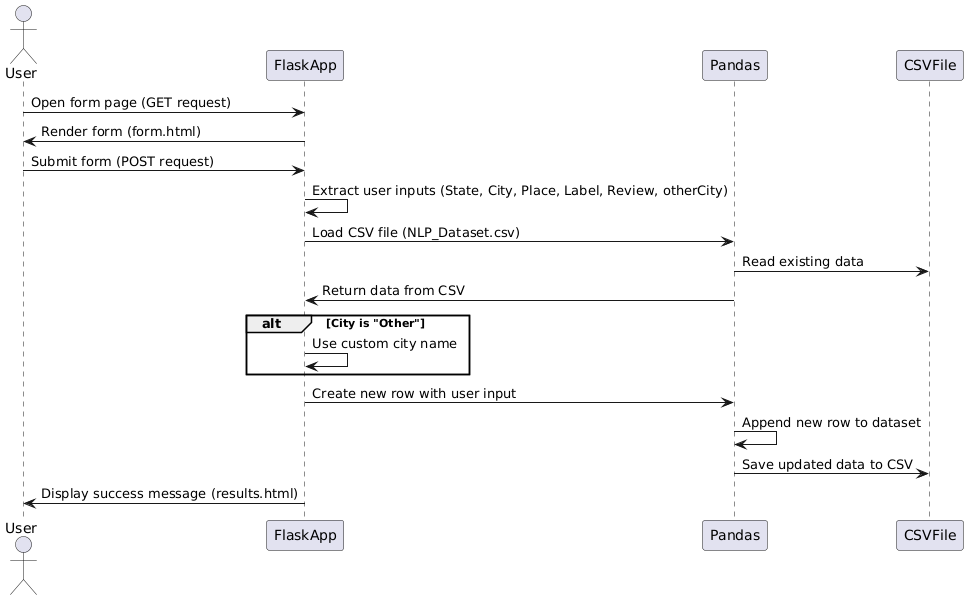 User
FlaskApp
Pandas
CSVFile
Open form page (GET request)
Render form (form.html)
Submit form (POST request)
Extract user inputs (State, City, Place, Label, Review, otherCity)
Load CSV file (NLP_Dataset.csv)
Read existing data
Return data from CSV
alt
[City is "Other"]
Use custom city name
Create new row with user input
Append new row to dataset
Save updated data to CSV
Display success message (results.html)
User
FlaskApp
Pandas
CSVFile